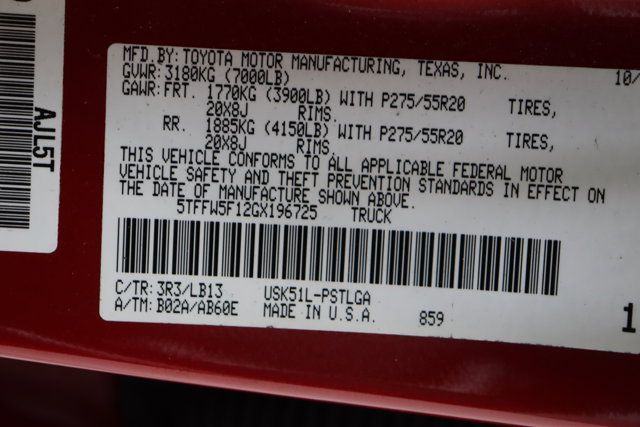 AJL5T
MFD.BY:TOYOTA MOTOR MANUFACTURING, TEXAS, INC. 10/
GVWR:3180KG (7000LB)
GAWR:FRT. 1770KG (3900LB) WITH P275/55R20 TIRES,
20X8J RIMS.
RR. 1885KG (4150LB) WITH P275/55R20 TIRES,
20X8J RIMS.
THIS VEHICLE CONFORMS TO ALL APPLICABLE FEDERAL MOTOR
VEHICLE SAFETY AND THEFT PREVENTION STANDARDS IN EFFECT ON
THE DATE OF MANUFACTURE SHOWN ABOVE.
5TFFW5F12GX196725 TRUCK
C/TR:3R3/LB13 USK51L-PSTLGA
A/TM:B02A/AB60E MADE IN U.S.A. 859 1